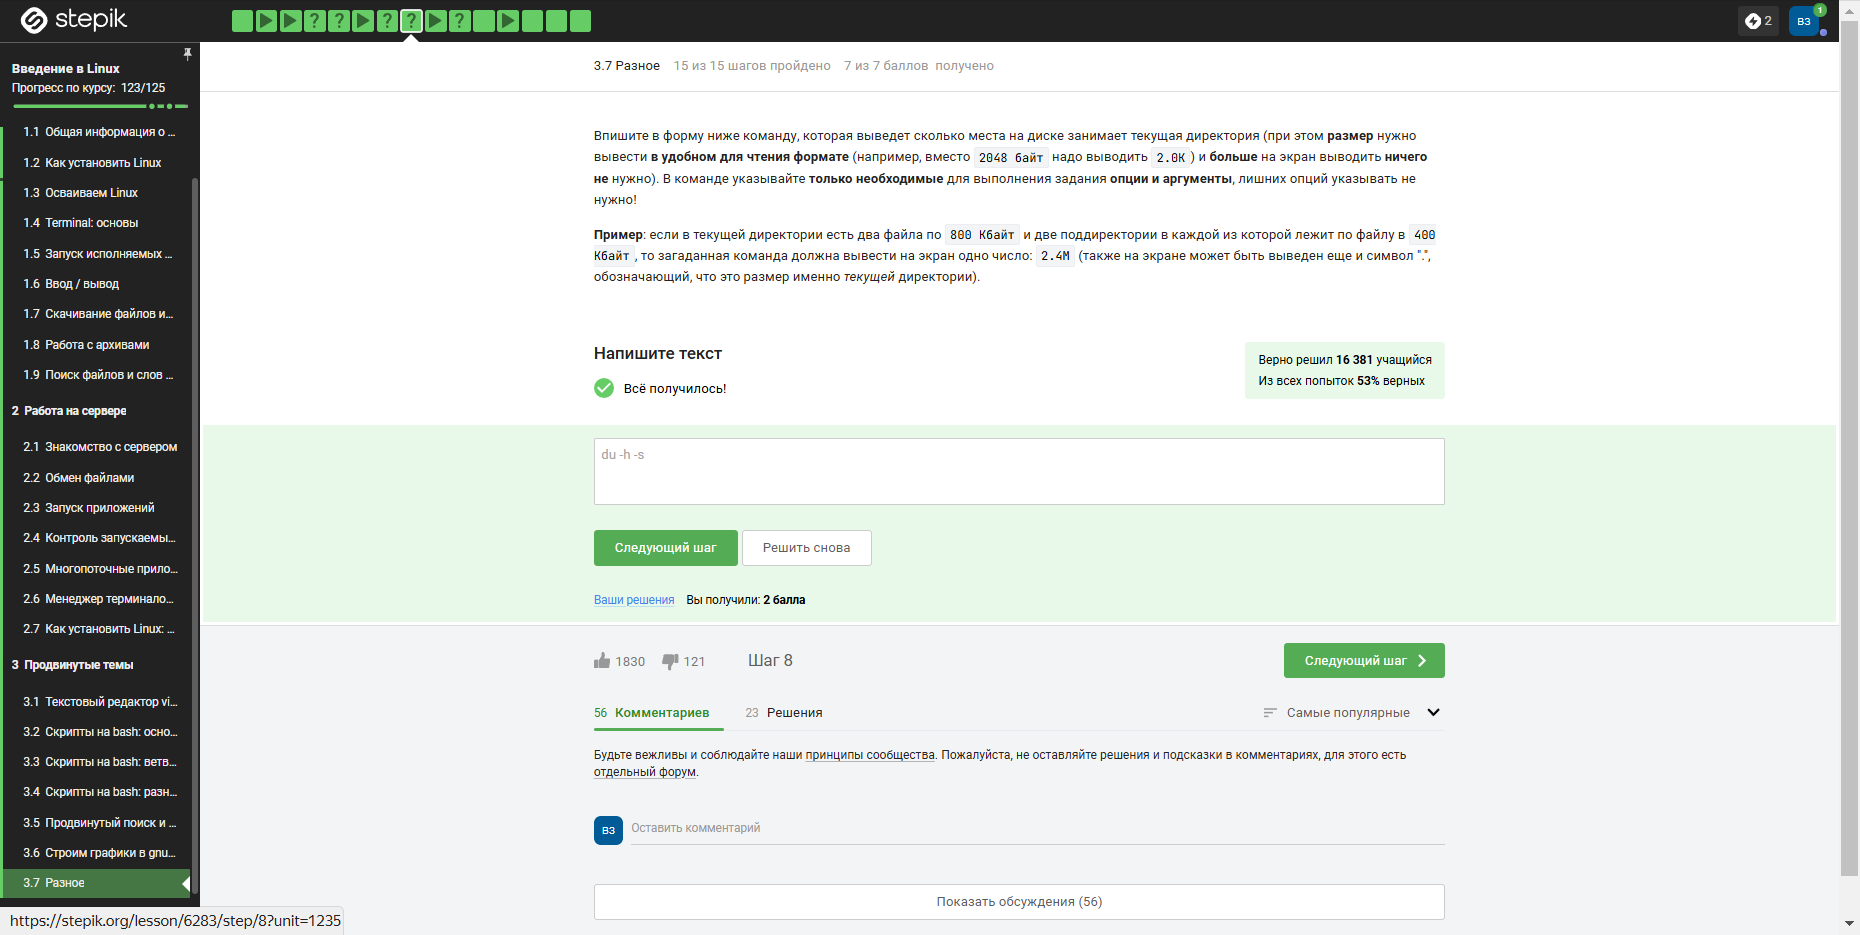 stepik
? ? ? ? ?
2
ВЗ
1
Введение в Linux
Прогресс по курсу: 123/125
1.1 Общая информация о ...
1.2 Как установить Linux
1.3 Осваиваем Linux
1.4 Terminal: основы
1.5 Запуск исполняемых ...
1.6 Ввод / вывод
1.7 Скачивание файлов и...
1.8 Работа с архивами
1.9 Поиск файлов и слов ...
2 Работа на сервере
2.1 Знакомство с сервером
2.2 Обмен файлами
2.3 Запуск приложений
2.4 Контроль запускаемы...
2.5 Многопоточные прило...
2.6 Менеджер терминало...
2.7 Как установить Linux: ...
3 Продвинутые темы
3.1 Текстовый редактор vi...
3.2 Скрипты на bash: осно...
3.3 Скрипты на bash: ветв...
3.4 Скрипты на bash: разн...
3.5 Продвинутый поиск и ...
3.6 Строим графики в gnu...
3.7 Разное
https://stepik.org/lesson/6283/step/8?unit=1235
3.7 Разное 15 из 15 шагов пройдено 7 из 7 баллов получено
Впишите в форму ниже команду, которая выведет сколько места на диске занимает текущая директория (при этом размер нужно
вывести в удобном для чтения формате (например, вместо 2048 байт надо выводить 2.0K ) и больше на экран выводить ничего
не нужно). В команде указывайте только необходимые для выполнения задания опции и аргументы, лишних опций указывать не
нужно!
Пример: если в текущей директории есть два файла по 800 Кбайт и две поддиректории в каждой из которой лежит по файлу в 400
Кбайт , то загаданная команда должна вывести на экран одно число: 2.4M (также на экране может быть выведен еще и символ ".",
обозначающий, что это размер именно текущей директории).
Напишите текст
Всё получилось!
Верно решил 16 381 учащийся
Из всех попыток 53% верных
du -h -s
Следующий шаг
Решить снова
Ваши решения Вы получили: 2 балла
1830 121 Шаг 8
Следующий шаг
56 Комментариев 23 Решения
Самые популярные
Будьте вежливы и соблюдайте наши принципы сообщества. Пожалуйста, не оставляйте решения и подсказки в комментариях, для этого есть
отдельный форум.
ВЗ Оставить комментарий
Показать обсуждения (56)